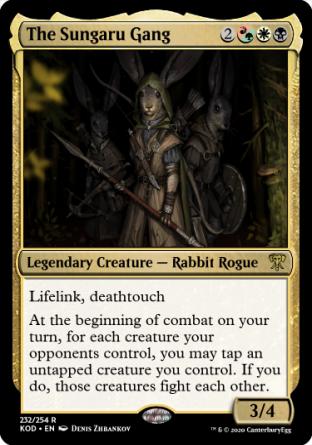 The Sungaru Gang 2
Legendary Creature — Rabbit Rogue
Lifelink, deathtouch
At the beginning of combat on your
turn, for each creature your
opponents control, you may tap an
untapped creature you control. If you
do, those creatures fight each other.
3/4
232/254 R
KOD • EN Denis Zhbankov
™ & © 2020 CanterburyEgg